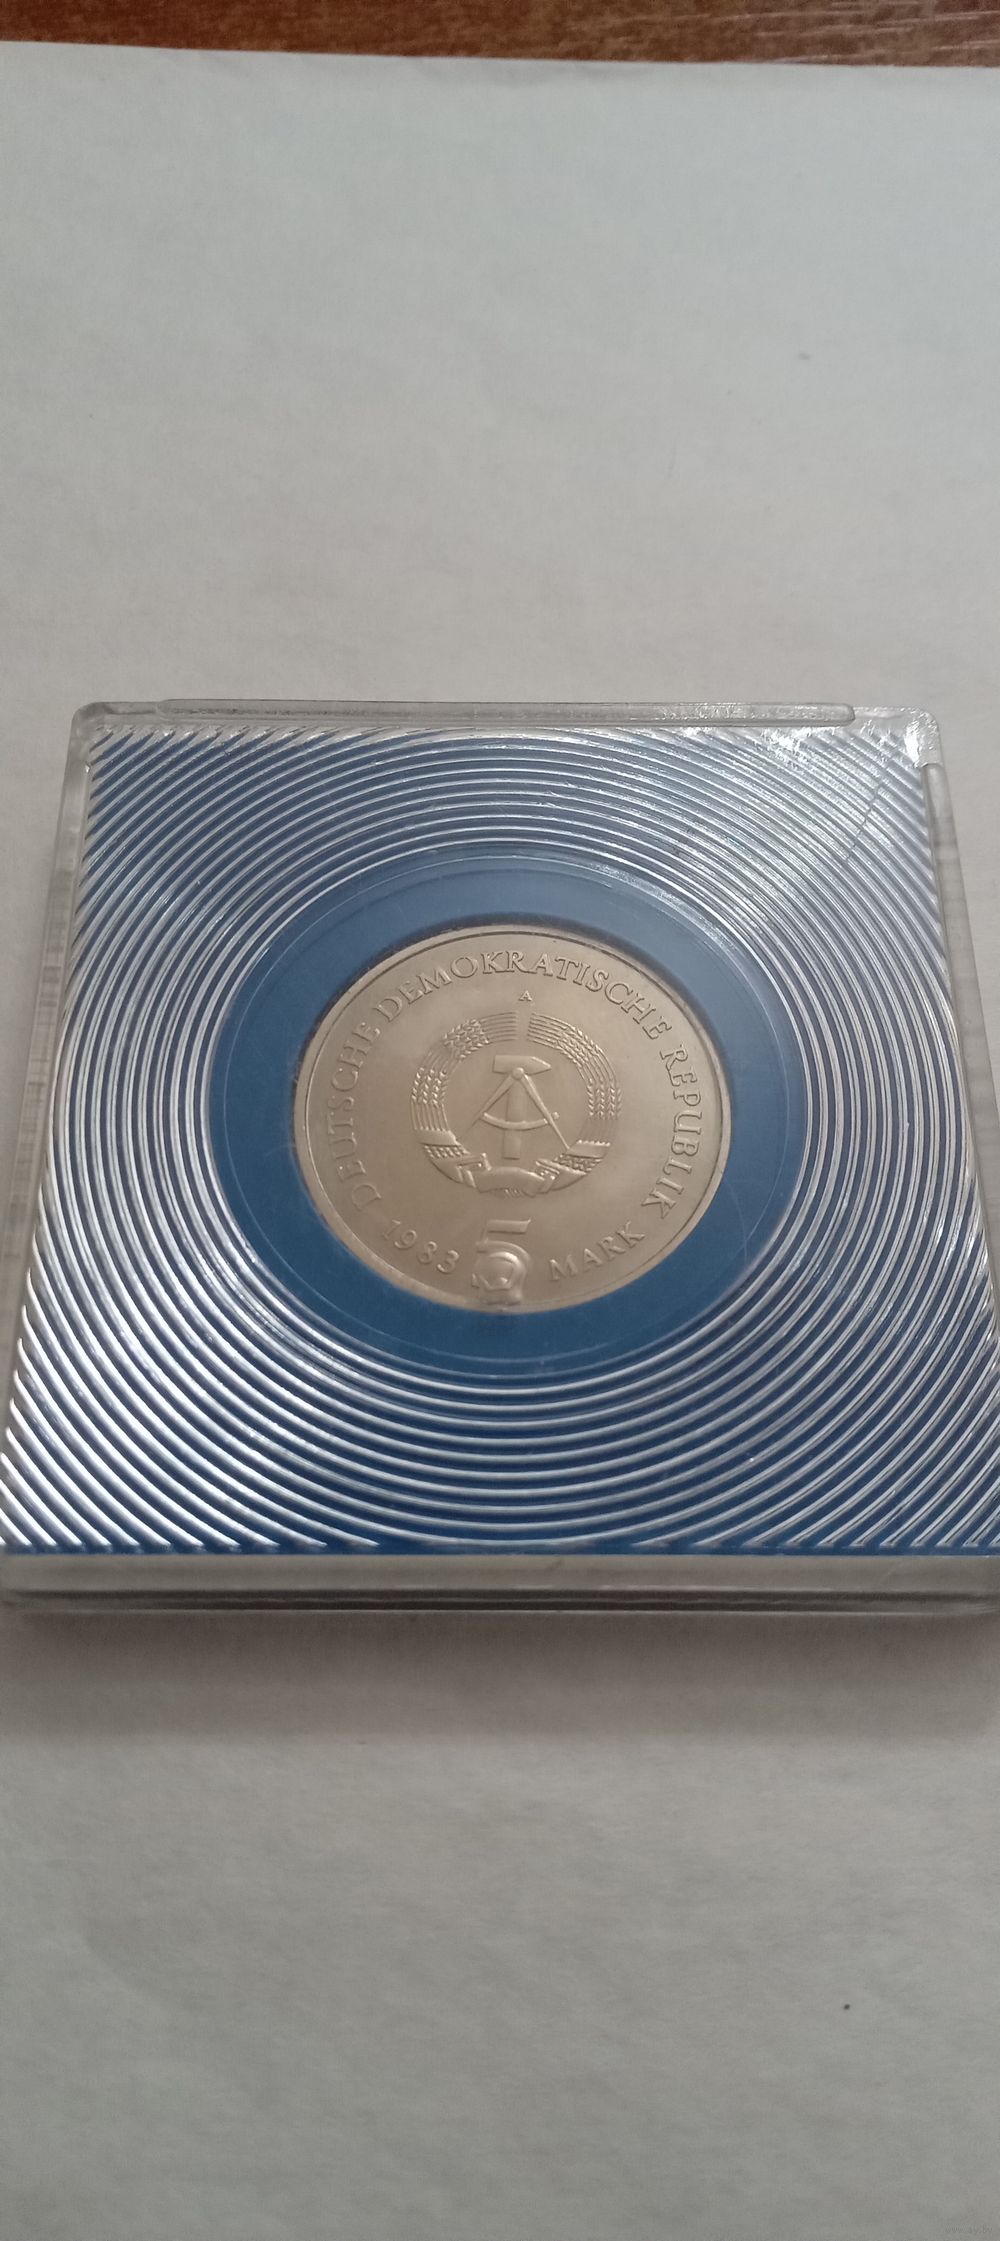 DEUTSCHE DEMOKRATISCHE REPUBLIK
A
1983 5 MARK